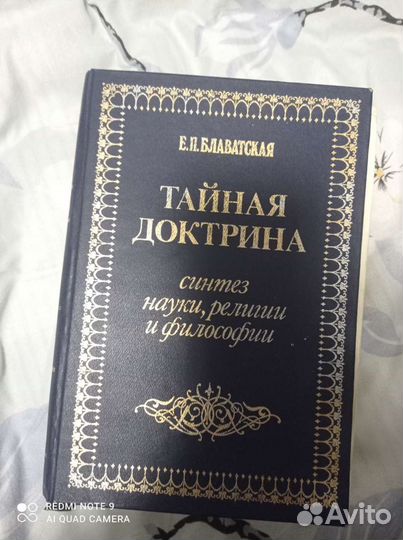 Е.П.БЛАВАТСКАЯ
ТАЙНАЯ
ДОКТРИНА
синтез
науки, религии
и философии
REDMI NOTE 9
AI QUAD CAMERA
Avito